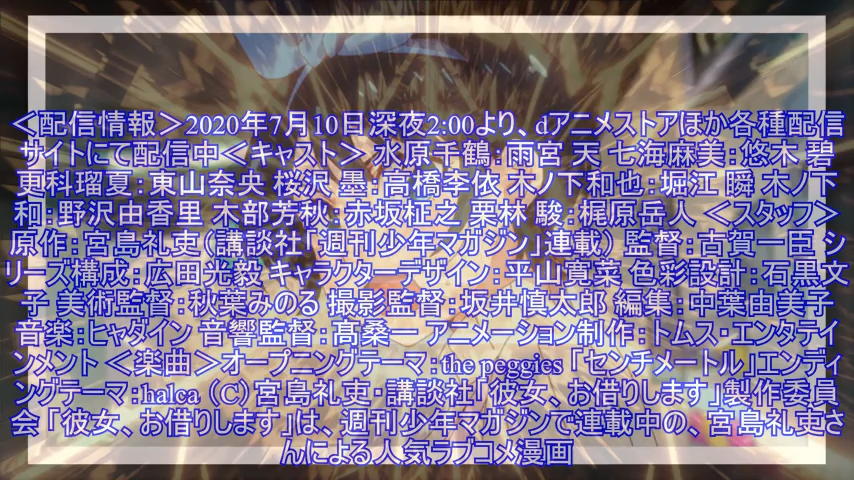 ＜配信情報＞2020年7月10日深夜2:00より、dアニメストアほか各種配信
サイトにて配信中＜キャスト＞ 水原千鶴：雨宮 天 七海麻美：悠木 碧
更科瑠夏：東山奈央 桜沢 墨：高橋李依 木ノ下和也：堀江 瞬 木ノ下
和：野沢由香里 木部芳秋：赤坂柾之 栗林 駿：梶原岳人 ＜スタッフ＞
原作：宮島礼吏（講談社「週刊少年マガジン」連載） 監督：古賀一臣 シ
リーズ構成：広田光毅 キャラクターデザイン：平山寛菜 色彩設計：石黒文
子 美術監督：秋葉みのる 撮影監督：坂井慎太郎 編集：中葉由美子
音楽：ヒャダイン 音響監督：髙桑一 アニメーション制作：トムス・エンタテイ
ンメント ＜楽曲＞オープニングテーマ：the peggies「センチメートル」エンディ
ングテーマ：halca （C）宮島礼吏・講談社「彼女、お借りします」製作委員
会 「彼女、お借りします」は、週刊少年マガジンで連載中の、宮島礼吏さ
んによる人気ラブコメ漫画